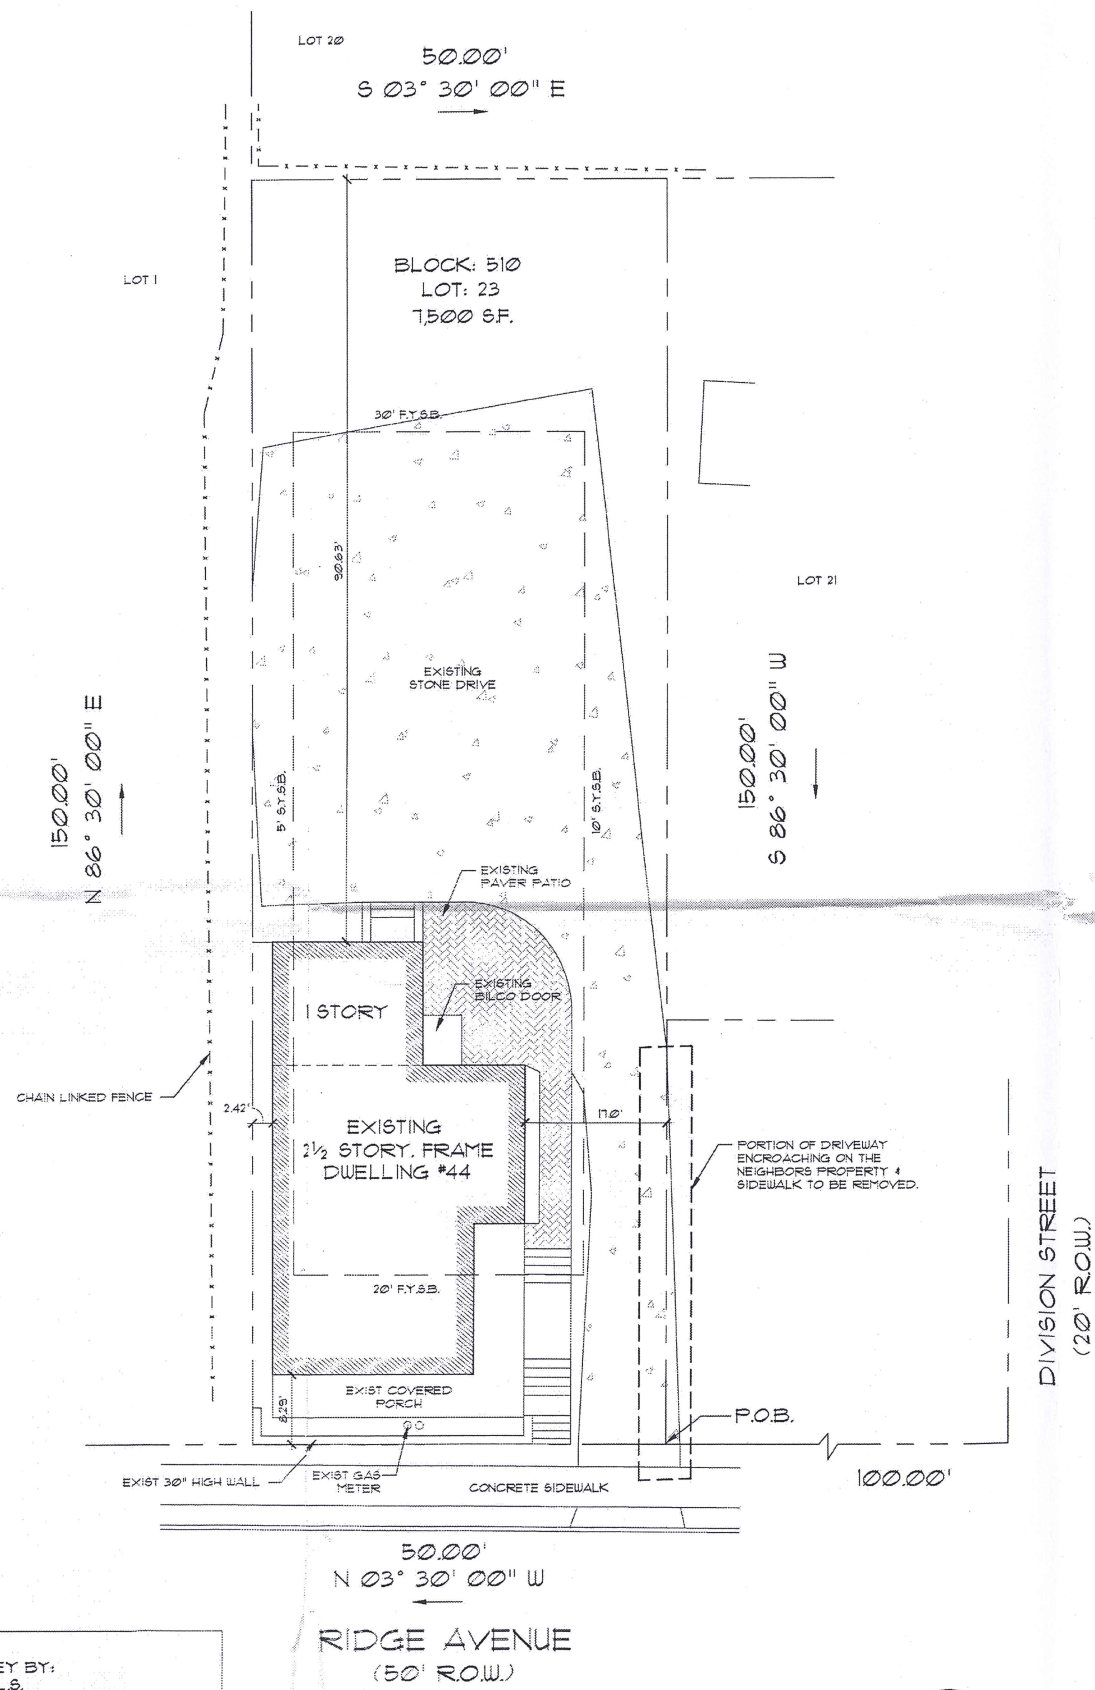 LOT 20
50.00'
S 03° 30' 00" E
LOT 1
BLOCK: 510
LOT: 23
7,500 S.F.
30' F.Y.S.B.
90.63'
LOT 21
EXISTING
STONE DRIVE
150.00'
N 86° 30' 00" E
150.00'
S 86° 30' 00" W
5' S.Y.S.B.
10' S.Y.S.B.
EXISTING
PAVER PATIO
EXISTING
BILCO DOOR
1 STORY
CHAIN LINKED FENCE
2.42'
17.0'
EXISTING
2½ STORY. FRAME
DWELLING #44
PORTION OF DRIVEWAY
ENCROACHING ON THE
NEIGHBORS PROPERTY &
SIDEWALK TO BE REMOVED.
DIVISION STREET
(20' R.O.W.)
20' F.Y.S.B.
EXIST COVERED
PORCH
8.29'
P.O.B.
EXIST 30" HIGH WALL
EXIST GAS
METER
CONCRETE SIDEWALK
100.00'
50.00'
N 03° 30' 00" W
RIDGE AVENUE
(50' R.O.W.)
EY BY:
L.S.